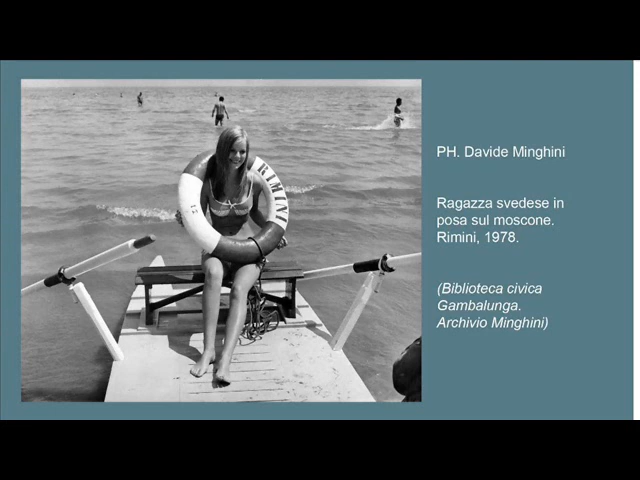 RIMINI
PH. Davide Minghini
Ragazza svedese in
posa sul moscone.
Rimini, 1978.
(Biblioteca civica
Gambalunga.
Archivio Minghini)